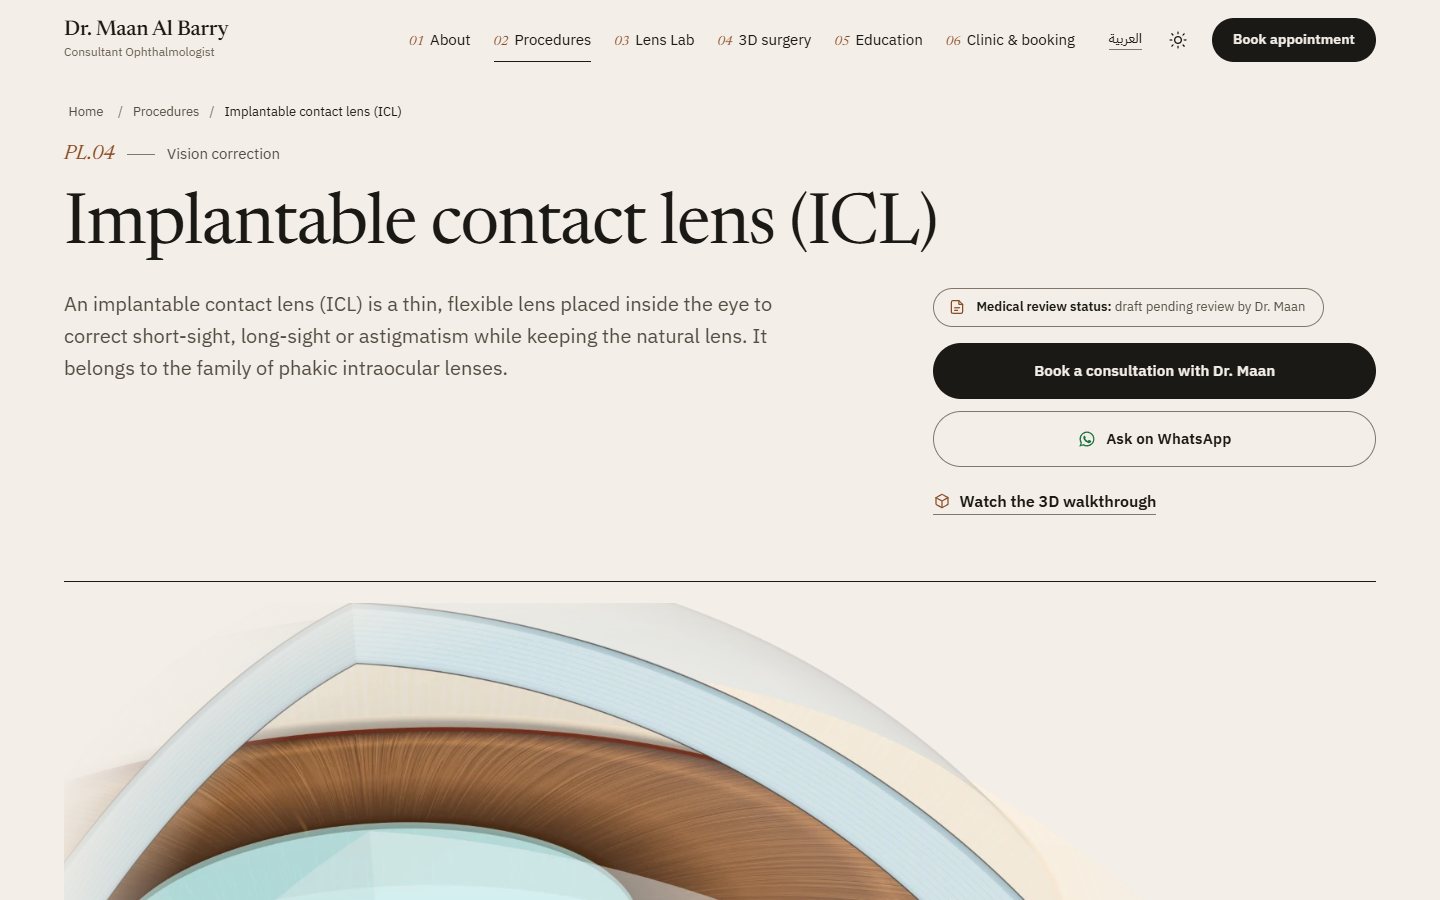 Dr. Maan Al Barry
Consultant Ophthalmologist
01 About
02 Procedures
03 Lens Lab
04 3D surgery
05 Education
06 Clinic & booking
العربية
Book appointment
Home / Procedures / Implantable contact lens (ICL)
PL.04 — Vision correction
Implantable contact lens (ICL)
An implantable contact lens (ICL) is a thin, flexible lens placed inside the eye to
correct short-sight, long-sight or astigmatism while keeping the natural lens. It
belongs to the family of phakic intraocular lenses.
Medical review status: draft pending review by Dr. Maan
Book a consultation with Dr. Maan
Ask on WhatsApp
Watch the 3D walkthrough